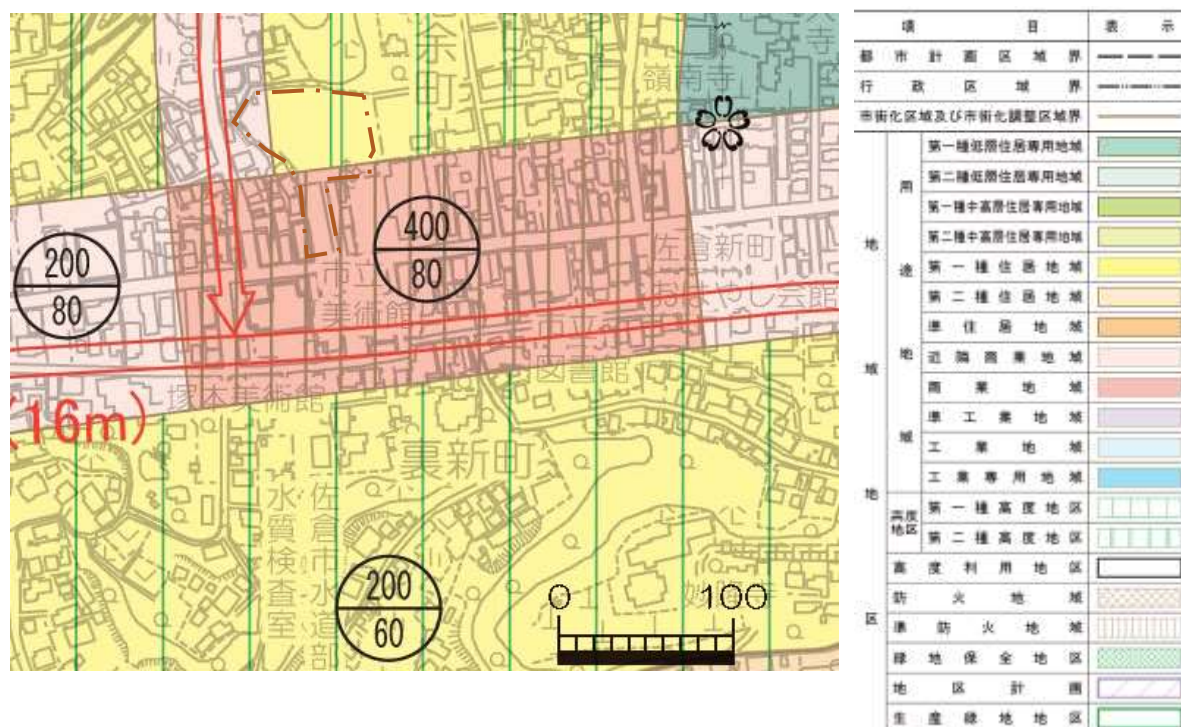 余町
嶺南寺
200
80
400
80
市立
美術館
佐倉新町
おはやし会館
市立
図書館
塚本美術館
(16m)
裏新町
佐倉市水道部
水質検査室
200
60
0
100
項目
表示
都市計画区域界
行政区域界
市街化区域及び市街化調整区域界
地域地区
用途地域
第一種低層住居専用地域
第二種低層住居専用地域
第一種中高層住居専用地域
第二種中高層住居専用地域
第一種住居地域
第二種住居地域
準住居地域
近隣商業地域
商業地域
準工業地域
工業地域
工業専用地域
高度
地区
第一種高度地区
第二種高度地区
高度利用地区
防火地域
準防火地域
緑地保全地区
地区計画
生産緑地地区